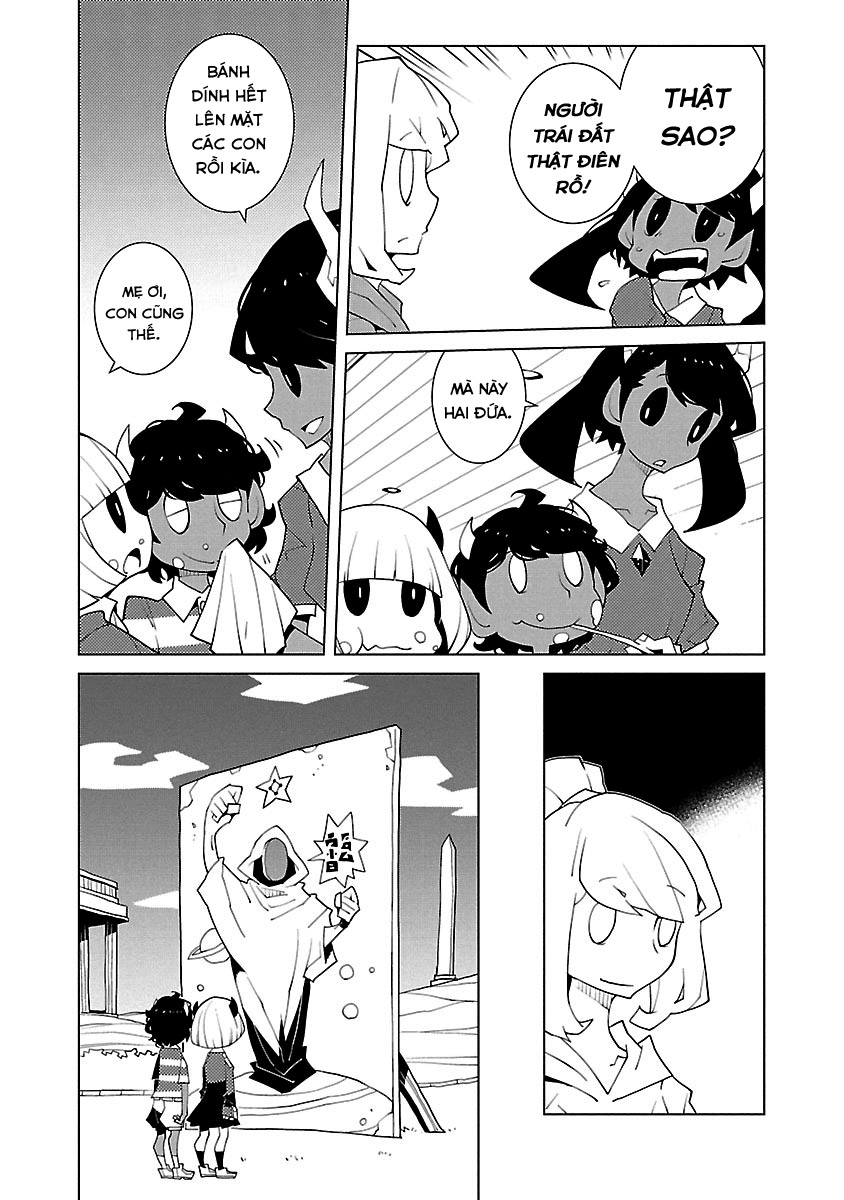 THẬT
SAO?
NGƯỜI
TRÁI ĐẤT
THẬT ĐIÊN
RỒ!
MÀ NÀY
HAI ĐỨA.
BÁNH
DÍNH HẾT
LÊN MẶT
CÁC CON
RỒI KÌA.
MẸ ƠI,
CON CŨNG
THẾ.